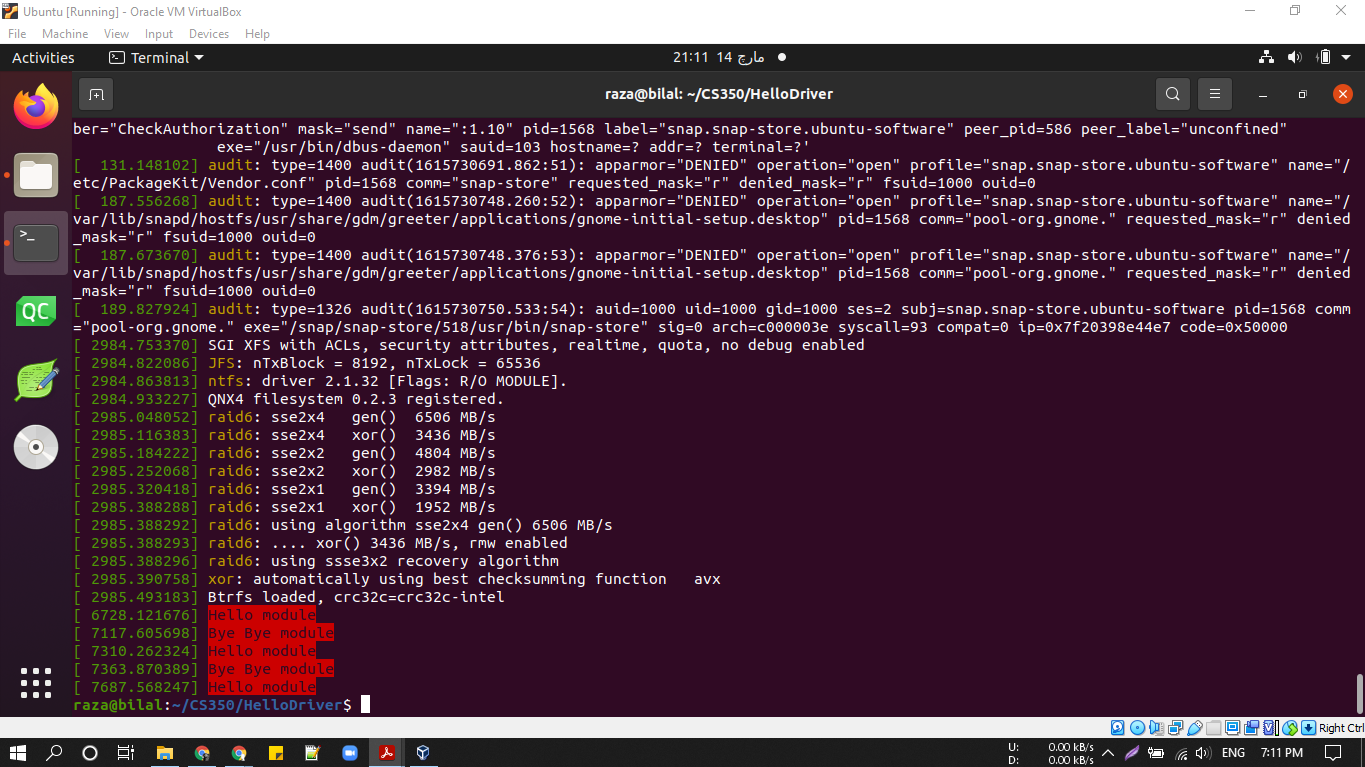 Ubuntu [Running] - Oracle VM VirtualBox
File Machine View Input Devices Help
Activities Terminal 21:11 14 مارچ
raza@bilal: ~/CS350/HelloDriver
ber="CheckAuthorization" mask="send" name=":1.10" pid=1568 label="snap.snap-store.ubuntu-software" peer_pid=586 peer_label="unconfined"
exe="/usr/bin/dbus-daemon" sauid=103 hostname=? addr=? terminal=?'
[  131.148102] audit: type=1400 audit(1615730691.862:51): apparmor="DENIED" operation="open" profile="snap.snap-store.ubuntu-software" name="/
etc/PackageKit/Vendor.conf" pid=1568 comm="snap-store" requested_mask="r" denied_mask="r" fsuid=1000 ouid=0
[  187.556268] audit: type=1400 audit(1615730748.260:52): apparmor="DENIED" operation="open" profile="snap.snap-store.ubuntu-software" name="/
var/lib/snapd/hostfs/usr/share/gdm/greeter/applications/gnome-initial-setup.desktop" pid=1568 comm="pool-org.gnome." requested_mask="r" denied
_mask="r" fsuid=1000 ouid=0
[  187.673670] audit: type=1400 audit(1615730748.376:53): apparmor="DENIED" operation="open" profile="snap.snap-store.ubuntu-software" name="/
var/lib/snapd/hostfs/usr/share/gdm/greeter/applications/gnome-initial-setup.desktop" pid=1568 comm="pool-org.gnome." requested_mask="r" denied
_mask="r" fsuid=1000 ouid=0
[  189.827924] audit: type=1326 audit(1615730750.533:54): auid=1000 uid=1000 gid=1000 ses=2 subj=snap.snap-store.ubuntu-software pid=1568 comm
="pool-org.gnome." exe="/snap/snap-store/518/usr/bin/snap-store" sig=0 arch=c000003e syscall=93 compat=0 ip=0x7f20398e44e7 code=0x50000
[ 2984.753370] SGI XFS with ACLs, security attributes, realtime, quota, no debug enabled
[ 2984.822086] JFS: nTxBlock = 8192, nTxLock = 65536
[ 2984.863813] ntfs: driver 2.1.32 [Flags: R/O MODULE].
[ 2984.933227] QNX4 filesystem 0.2.3 registered.
[ 2985.048052] raid6: sse2x4   gen()  6506 MB/s
[ 2985.116383] raid6: sse2x4   xor()  3436 MB/s
[ 2985.184222] raid6: sse2x2   gen()  4804 MB/s
[ 2985.252068] raid6: sse2x2   xor()  2982 MB/s
[ 2985.320418] raid6: sse2x1   gen()  3394 MB/s
[ 2985.388288] raid6: sse2x1   xor()  1952 MB/s
[ 2985.388292] raid6: using algorithm sse2x4 gen() 6506 MB/s
[ 2985.388293] raid6: .... xor() 3436 MB/s, rmw enabled
[ 2985.388296] raid6: using ssse3x2 recovery algorithm
[ 2985.390758] xor: automatically using best checksumming function   avx
[ 2985.493183] Btrfs loaded, crc32c=crc32c-intel
[ 6728.121676] Hello module
[ 7117.605698] Bye Bye module
[ 7310.262324] Hello module
[ 7363.870389] Bye Bye module
[ 7687.568247] Hello module
raza@bilal:~/CS350/HelloDriver$
QC
Right Ctrl
U: 0.00 kB/s
D: 0.00 kB/s
ENG 7:11 PM